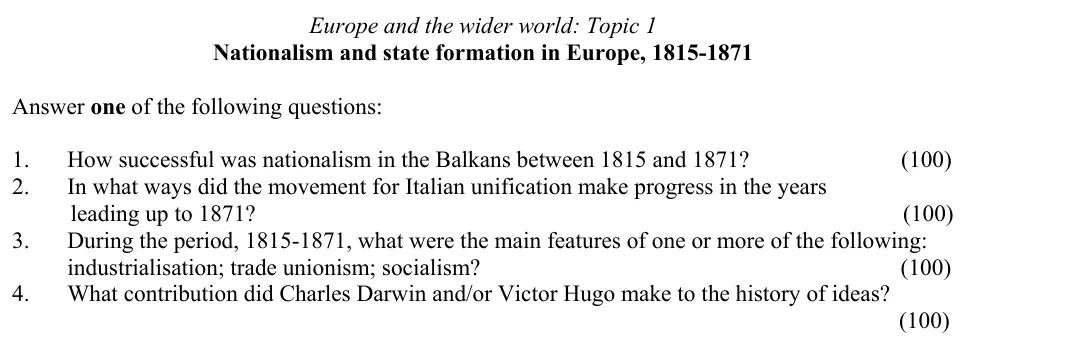 Europe and the wider world: Topic 1
Nationalism and state formation in Europe, 1815-1871
Answer one of the following questions:
1. How successful was nationalism in the Balkans between 1815 and 1871? (100)
2. In what ways did the movement for Italian unification make progress in the years
leading up to 1871? (100)
3. During the period, 1815-1871, what were the main features of one or more of the following:
industrialisation; trade unionism; socialism? (100)
4. What contribution did Charles Darwin and/or Victor Hugo make to the history of ideas?
(100)